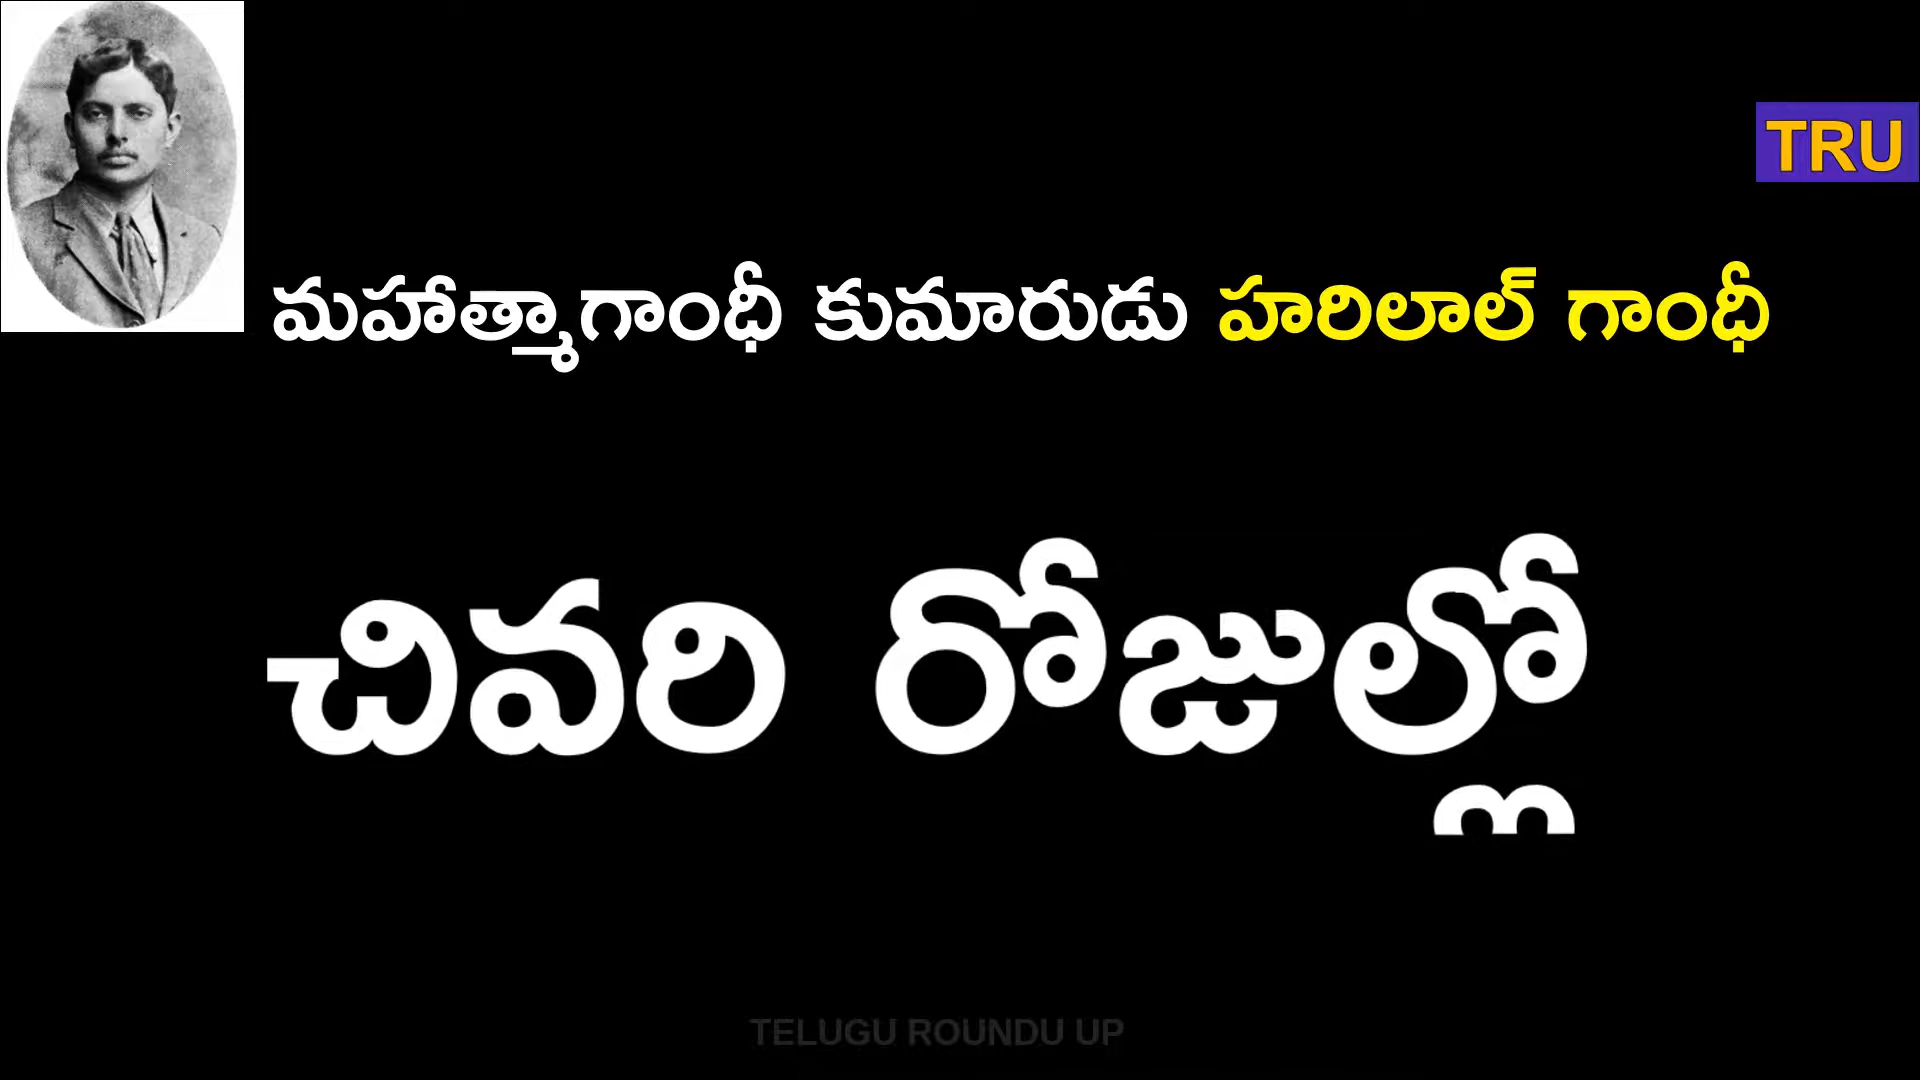 TRU
మహాత్మాగాంధీ కుమారుడు హరిలాల్ గాంధీ
చివరి రోజుల్లో
TELUGU ROUNDU UP